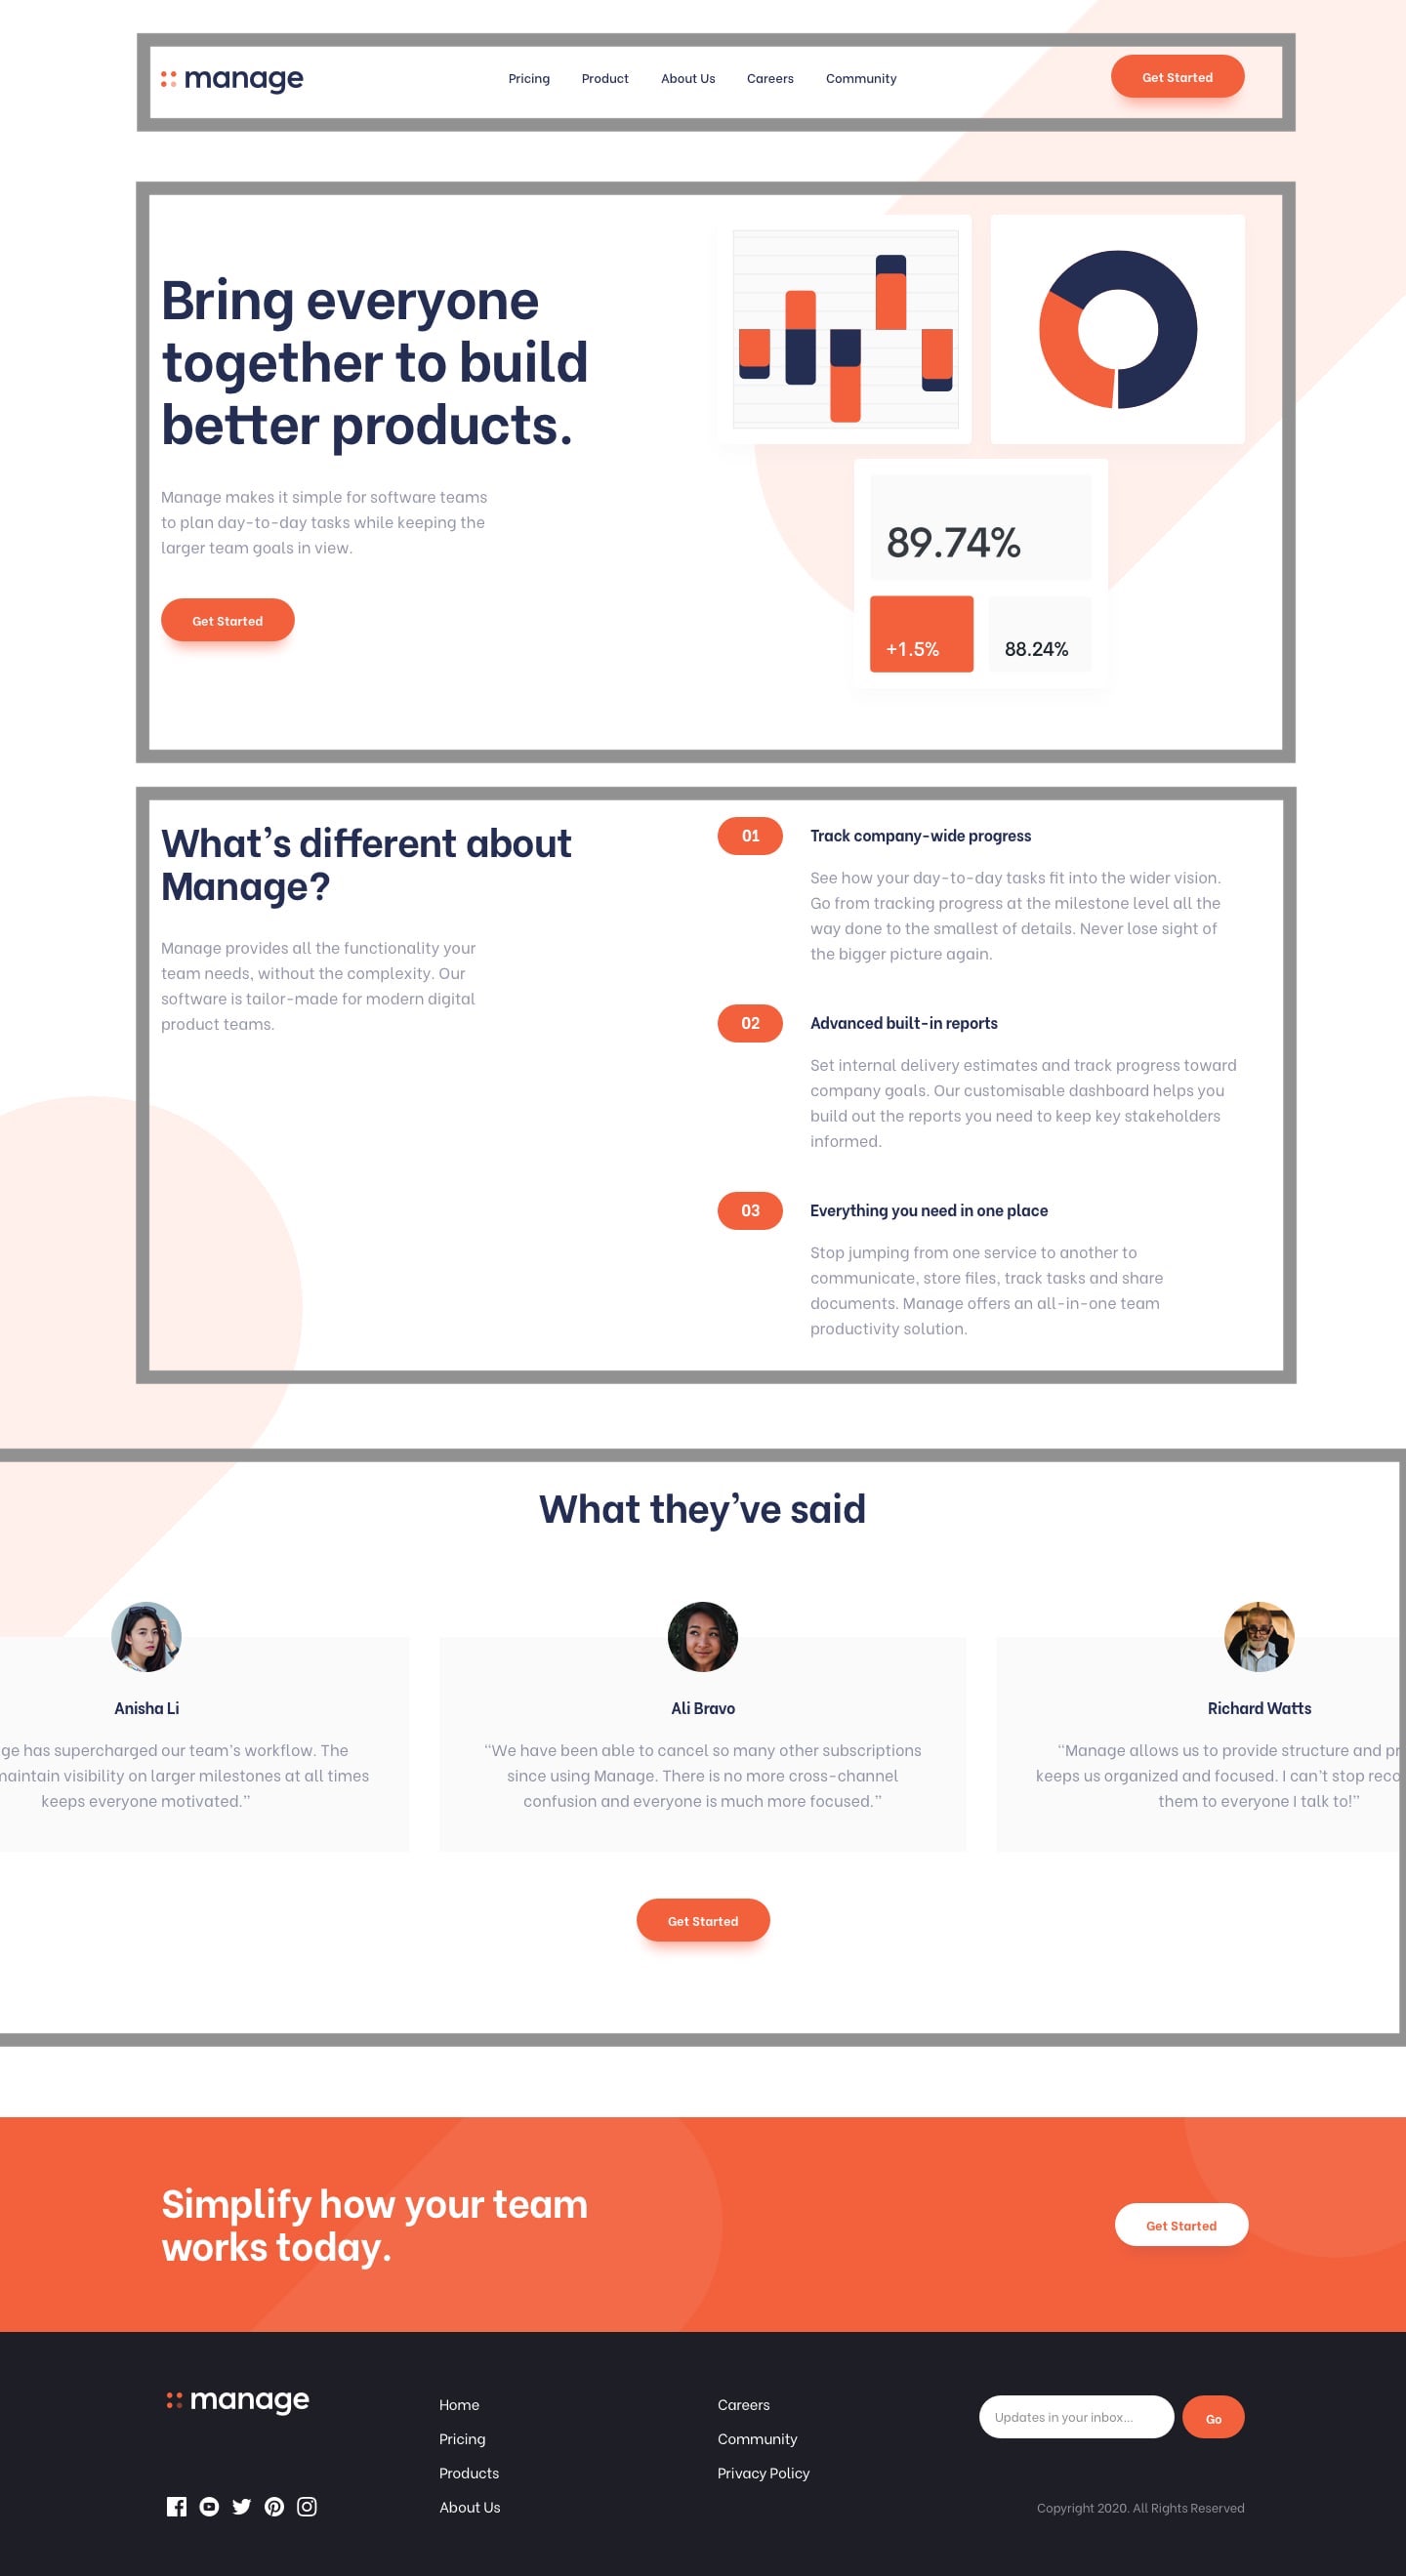 manage
Pricing Product About Us Careers Community
Get Started
Bring everyone
together to build
better products.
Manage makes it simple for software teams
to plan day-to-day tasks while keeping the
larger team goals in view.
Get Started
89.74%
+1.5%
88.24%
What’s different about
Manage?
Manage provides all the functionality your
team needs, without the complexity. Our
software is tailor-made for modern digital
product teams.
01 Track company-wide progress
See how your day-to-day tasks fit into the wider vision.
Go from tracking progress at the milestone level all the
way done to the smallest of details. Never lose sight of
the bigger picture again.
02 Advanced built-in reports
Set internal delivery estimates and track progress toward
company goals. Our customisable dashboard helps you
build out the reports you need to keep key stakeholders
informed.
03 Everything you need in one place
Stop jumping from one service to another to
communicate, store files, track tasks and share
documents. Manage offers an all-in-one team
productivity solution.
What they’ve said
Anisha Li
ge has supercharged our team’s workflow. The
maintain visibility on larger milestones at all times
keeps everyone motivated.”
Ali Bravo
“We have been able to cancel so many other subscriptions
since using Manage. There is no more cross-channel
confusion and everyone is much more focused.”
Richard Watts
“Manage allows us to provide structure and pr
keeps us organized and focused. I can’t stop reco
them to everyone I talk to!”
Get Started
Simplify how your team
works today.
Get Started
manage
Home
Pricing
Products
About Us
Careers
Community
Privacy Policy
Updates in your inbox...
Go
Copyright 2020. All Rights Reserved